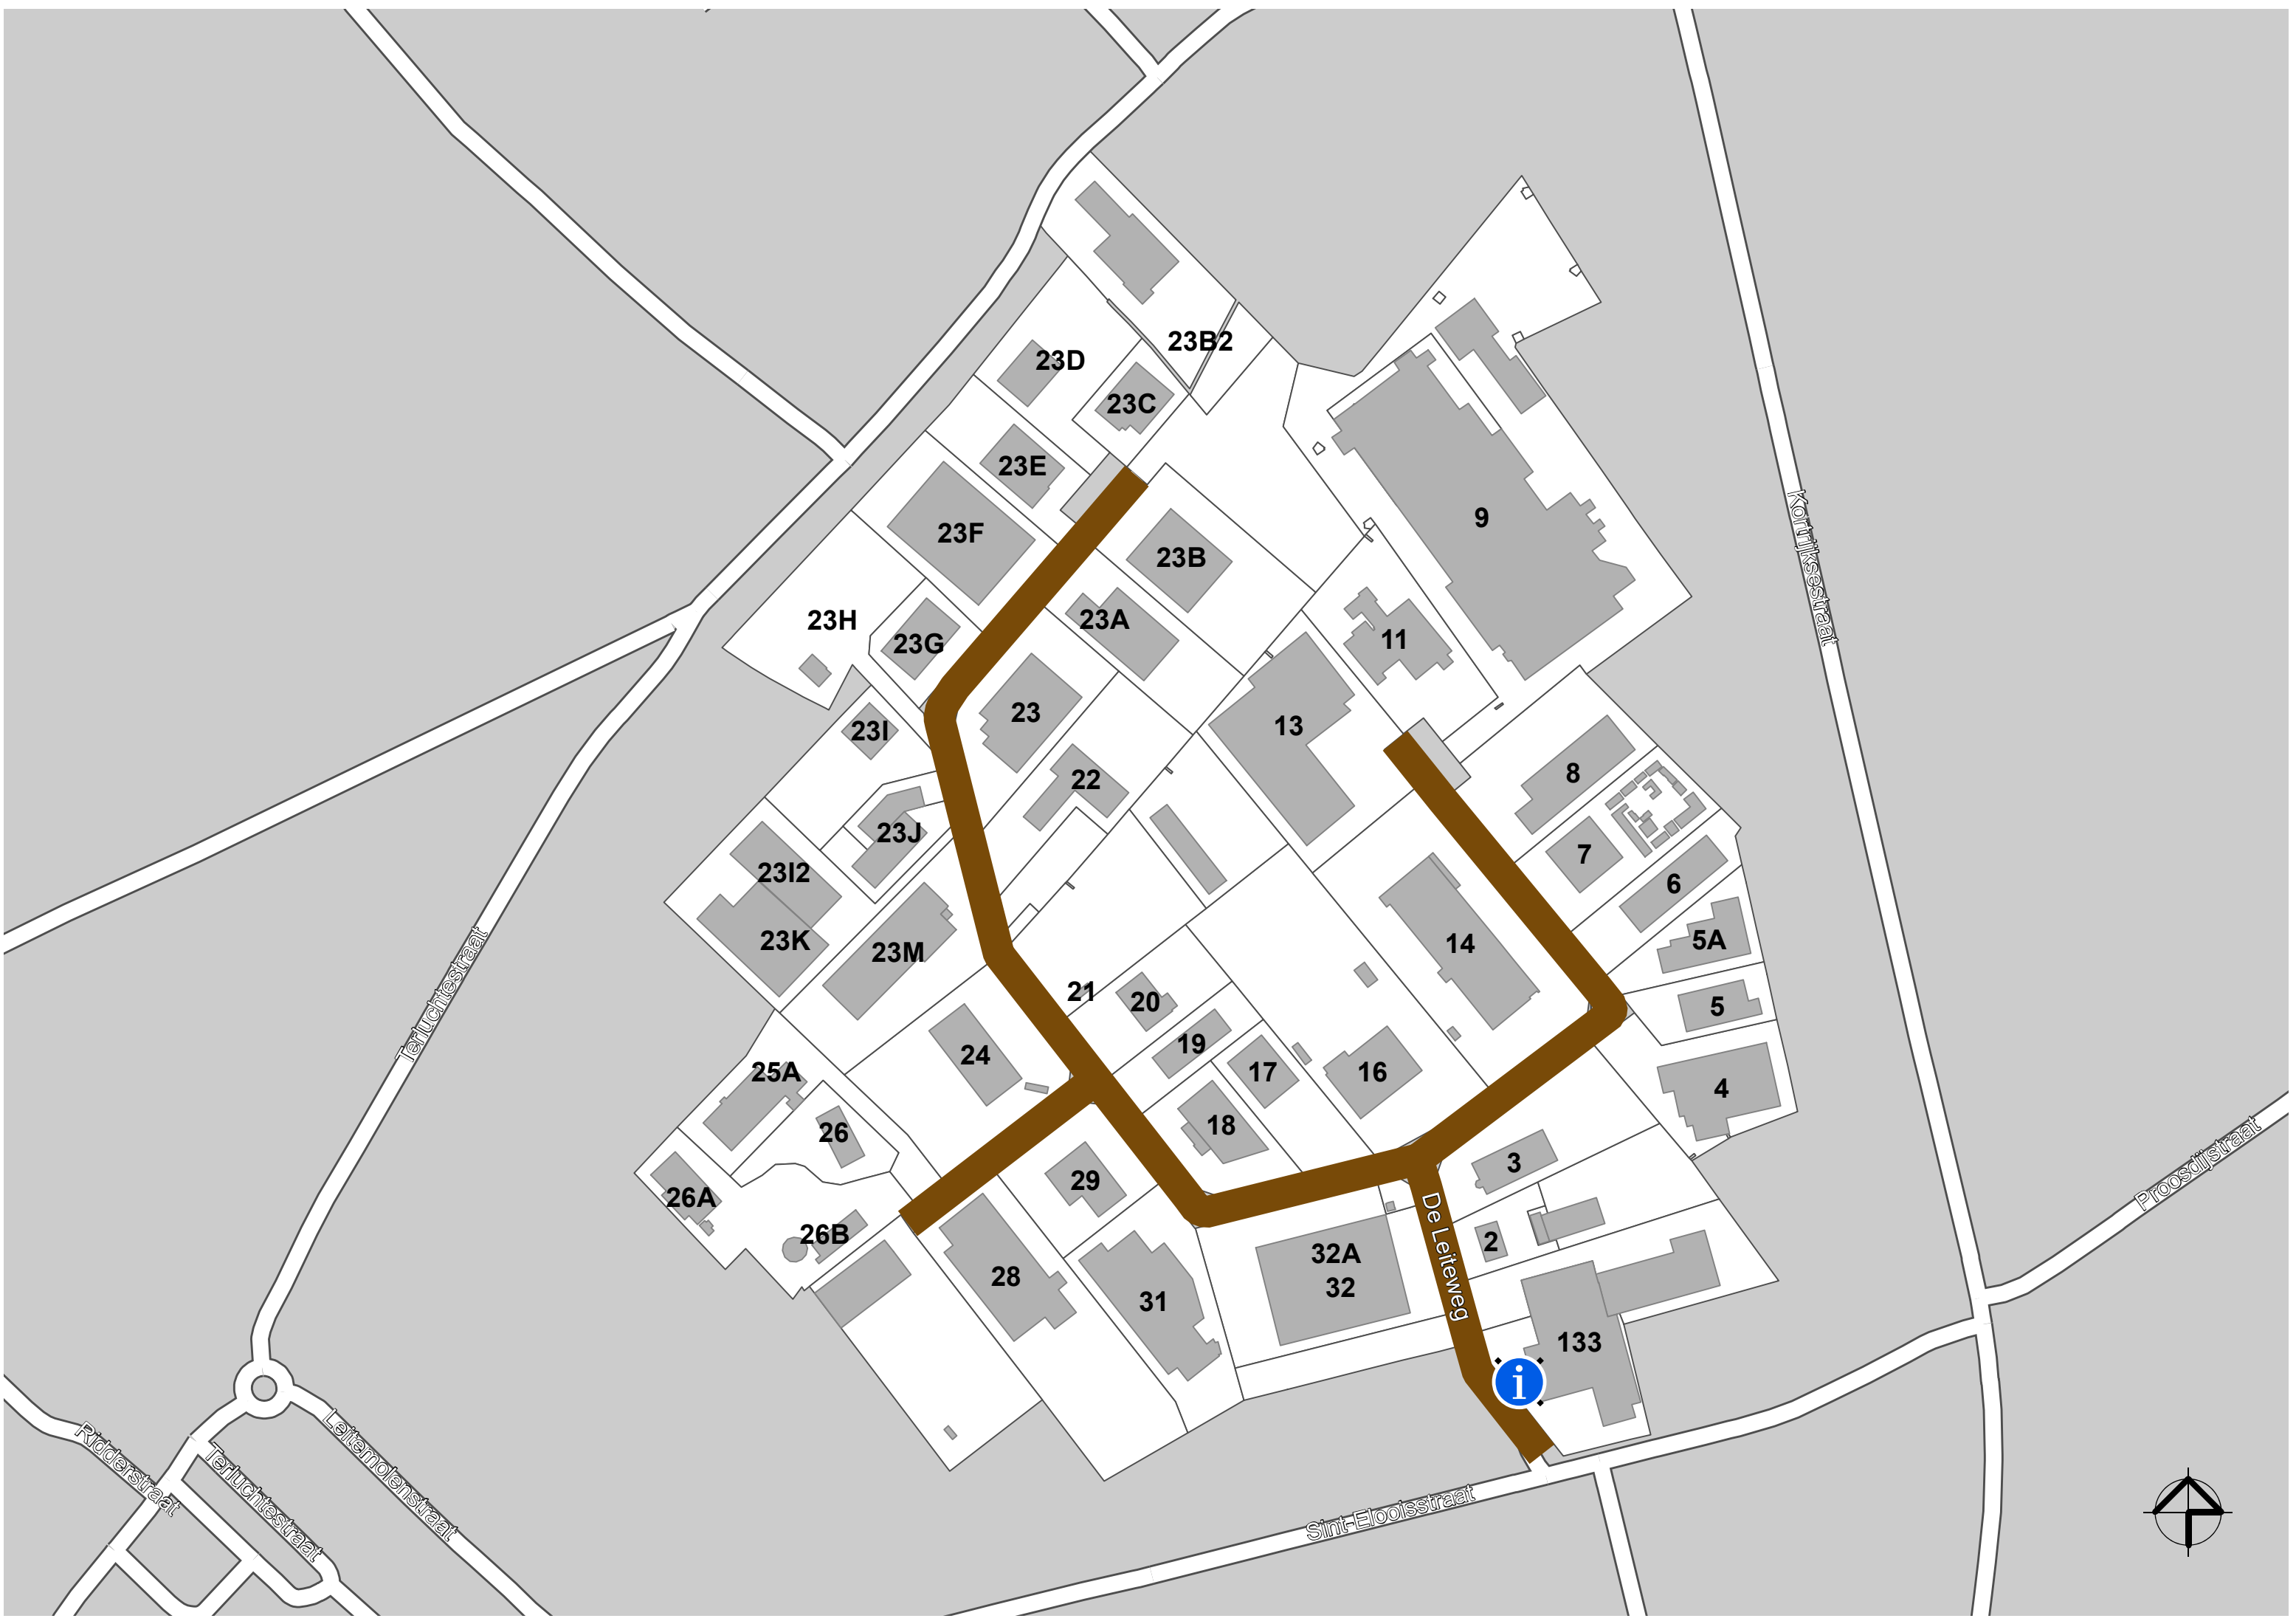 23B2
23D
23C
23E
9
23F
23B
23H
23A
23G
11
Kortrijksestraat
23
23I
13
22
8
23J
7
23I2
6
23K
23M
5A
14
21
20
5
Terluchtestraat
19
24
25A
17
16
4
18
26
3
29
26A
26B
2
De Leiteweg
32A
32
28
31
133
i
Proosdijstraat
Ridderstraat
Terluchtestraat
Leitemolenstraat
Sint-Elooisstraat